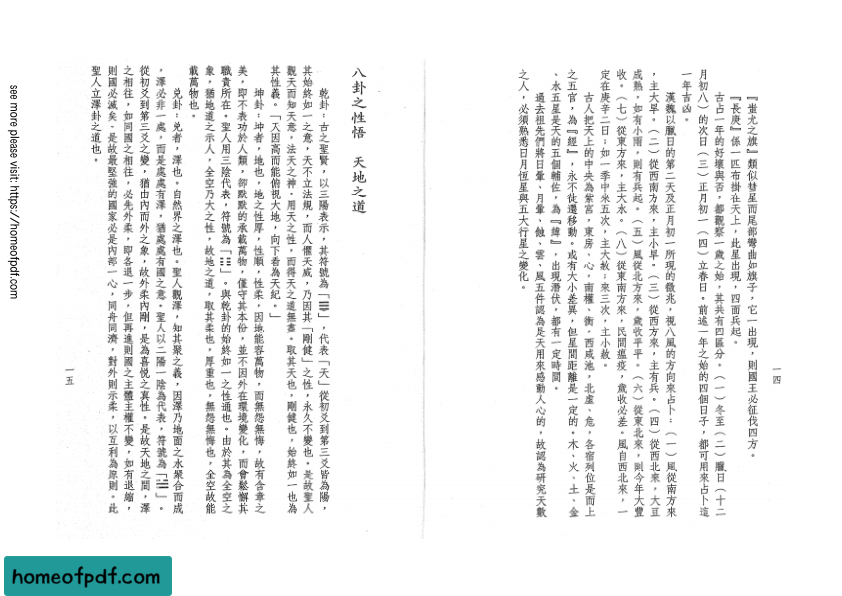 『蚩尤之旗』類似彗星而尾部彎曲如旗子，它一出現，則國王必征伐四方。
『長庚』係一匹布掛在天上，此星出現，四面兵起。
古占一年的好壞與否，都觀察一歲之始，其共有四區分。（一）冬至（二）臘日（十二
月初八）的次日（三）正月初一（四）立春日。前述一年之始的四個日子，都可用來占卜這
一年吉凶。
漢魏以臘日的第二天及正月初一所現的徵兆，視八風的方向來占卜：（一）風從南方來
，主大旱。（二）從西南方來，主小旱。（三）從西方來，主有兵。（四）從西北來，大豆
成熟，如有小雨，則有兵起。（五）風從北方來，歲收平平。（六）從東北來，則今年大豐
收。（七）從東方來，主大水。（八）從東南方來，民間瘟疫，歲收必差。風自西北來，一
定在庚辛二日；如一季中來五次，主大赦；來三次，主小赦。
古人把天上的中央為紫宮，東房、心，南權、衡，西咸池，北虛、危，各宿列位是而上
之五官，為『經』，永不徙遷移動。或有大小差異，但星間距離是一定的。木、火、土、金
、水五星是天的五個輔佐，為『緯』，出現潛伏，都有一定時間。
過去祖先們將日暈、月暈、蝕、雲、風五件認為是天用來感動人心的，故認為研究天數
之人，必須熟悉日月恆星與五大行星之變化。
一四
八卦之性悟　天地之道
乾卦：古之聖賢，以三陽表示，其符號為「☰」，代表「天」從初爻到第三爻皆為陽，
其始終如一之意，天不立法規，而人懼天威，乃因其「剛健」之性，永久不變也。是故聖人
觀天而知天意。法天之神。用天之性，而得天之道無書。取其天也，剛健也，始終如一也為
其性義。「又因高而能俯視大地，向下看為天紀。」
坤卦：坤者，地也，地之性厚，性順，性柔，因地能容萬物，而無怨無悔，故有含章之
美，即不表功於人類，卻默默的承載萬物，僅守其本份，並不因外在環境變化，而會鬆懈其
職責所在。聖人用三陰代表，符號為「☷」。與乾卦的始終如一之性通也。由於其為全空之
象，猶地道之示人，全空乃大之性，故地之道，取其柔也，厚重也，無怨無悔也，全空故能
載萬物也。
兌卦：兌者，澤也。自然界之澤也。聖人觀澤，知其聚之義，因澤乃地面之水聚合而成
，澤必非一處，而是處處有澤，猶處處有國之意。聖人以二陽一陰為代表，符號為「☱」。
從初爻到第三爻之變，猶由內而外之象，故外柔內剛，是為喜悅之真性。是故天地之間，澤
之相往，如同國之相往，必先外柔，即各退一步，但再進則國之主體主權不變，如有退縮，
則國必滅矣。是故最堅強的國家必是內部一心，同舟同濟，對外則示柔，以互利為原則。此
聖人立澤卦之道也。
一五
see more please visit: https://homeofpdf.com
homeofpdf.com